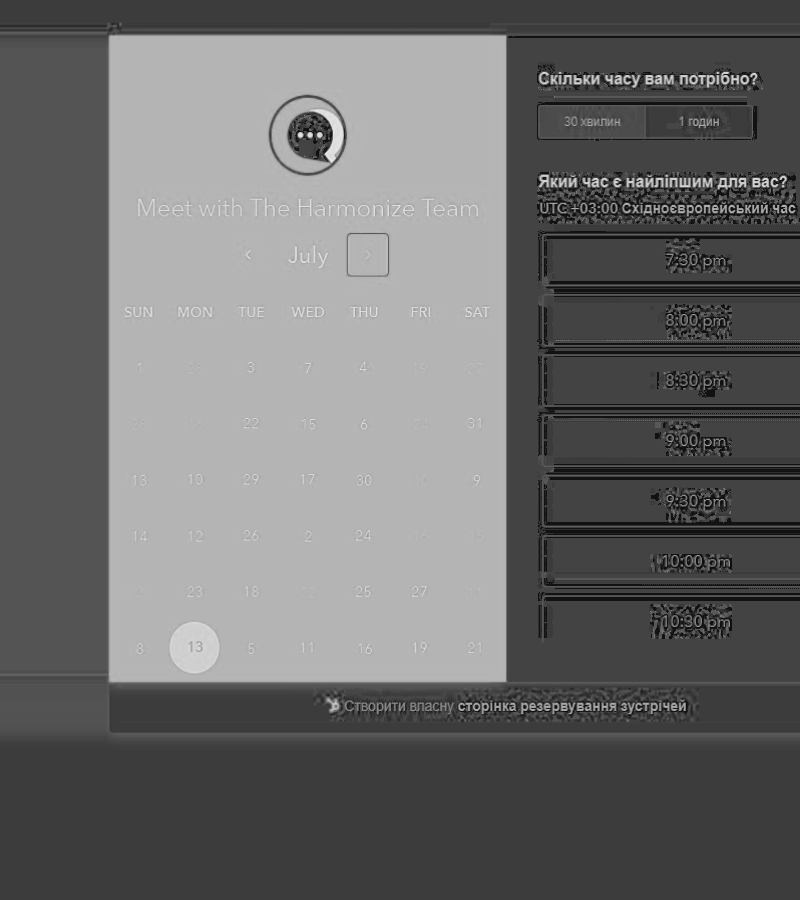 Meet with The Harmonize Team
July
SUN MON TUE WED THU FRI SAT
1 3 7 4
22 15 6 31
13 10 29 17 30 9
14 12 26 2 24
23 18 25 27
8 13 5 11 16 19 21
Скільки часу вам потрібно?
30 хвилин 1 годин
Який час є найліпшим для вас?
UTC +03:00 Східноєвропейський час
7:30 pm
8:00 pm
8:30 pm
9:00 pm
9:30 pm
10:00 pm
10:30 pm
Створити власну сторінка резервування зустрічей